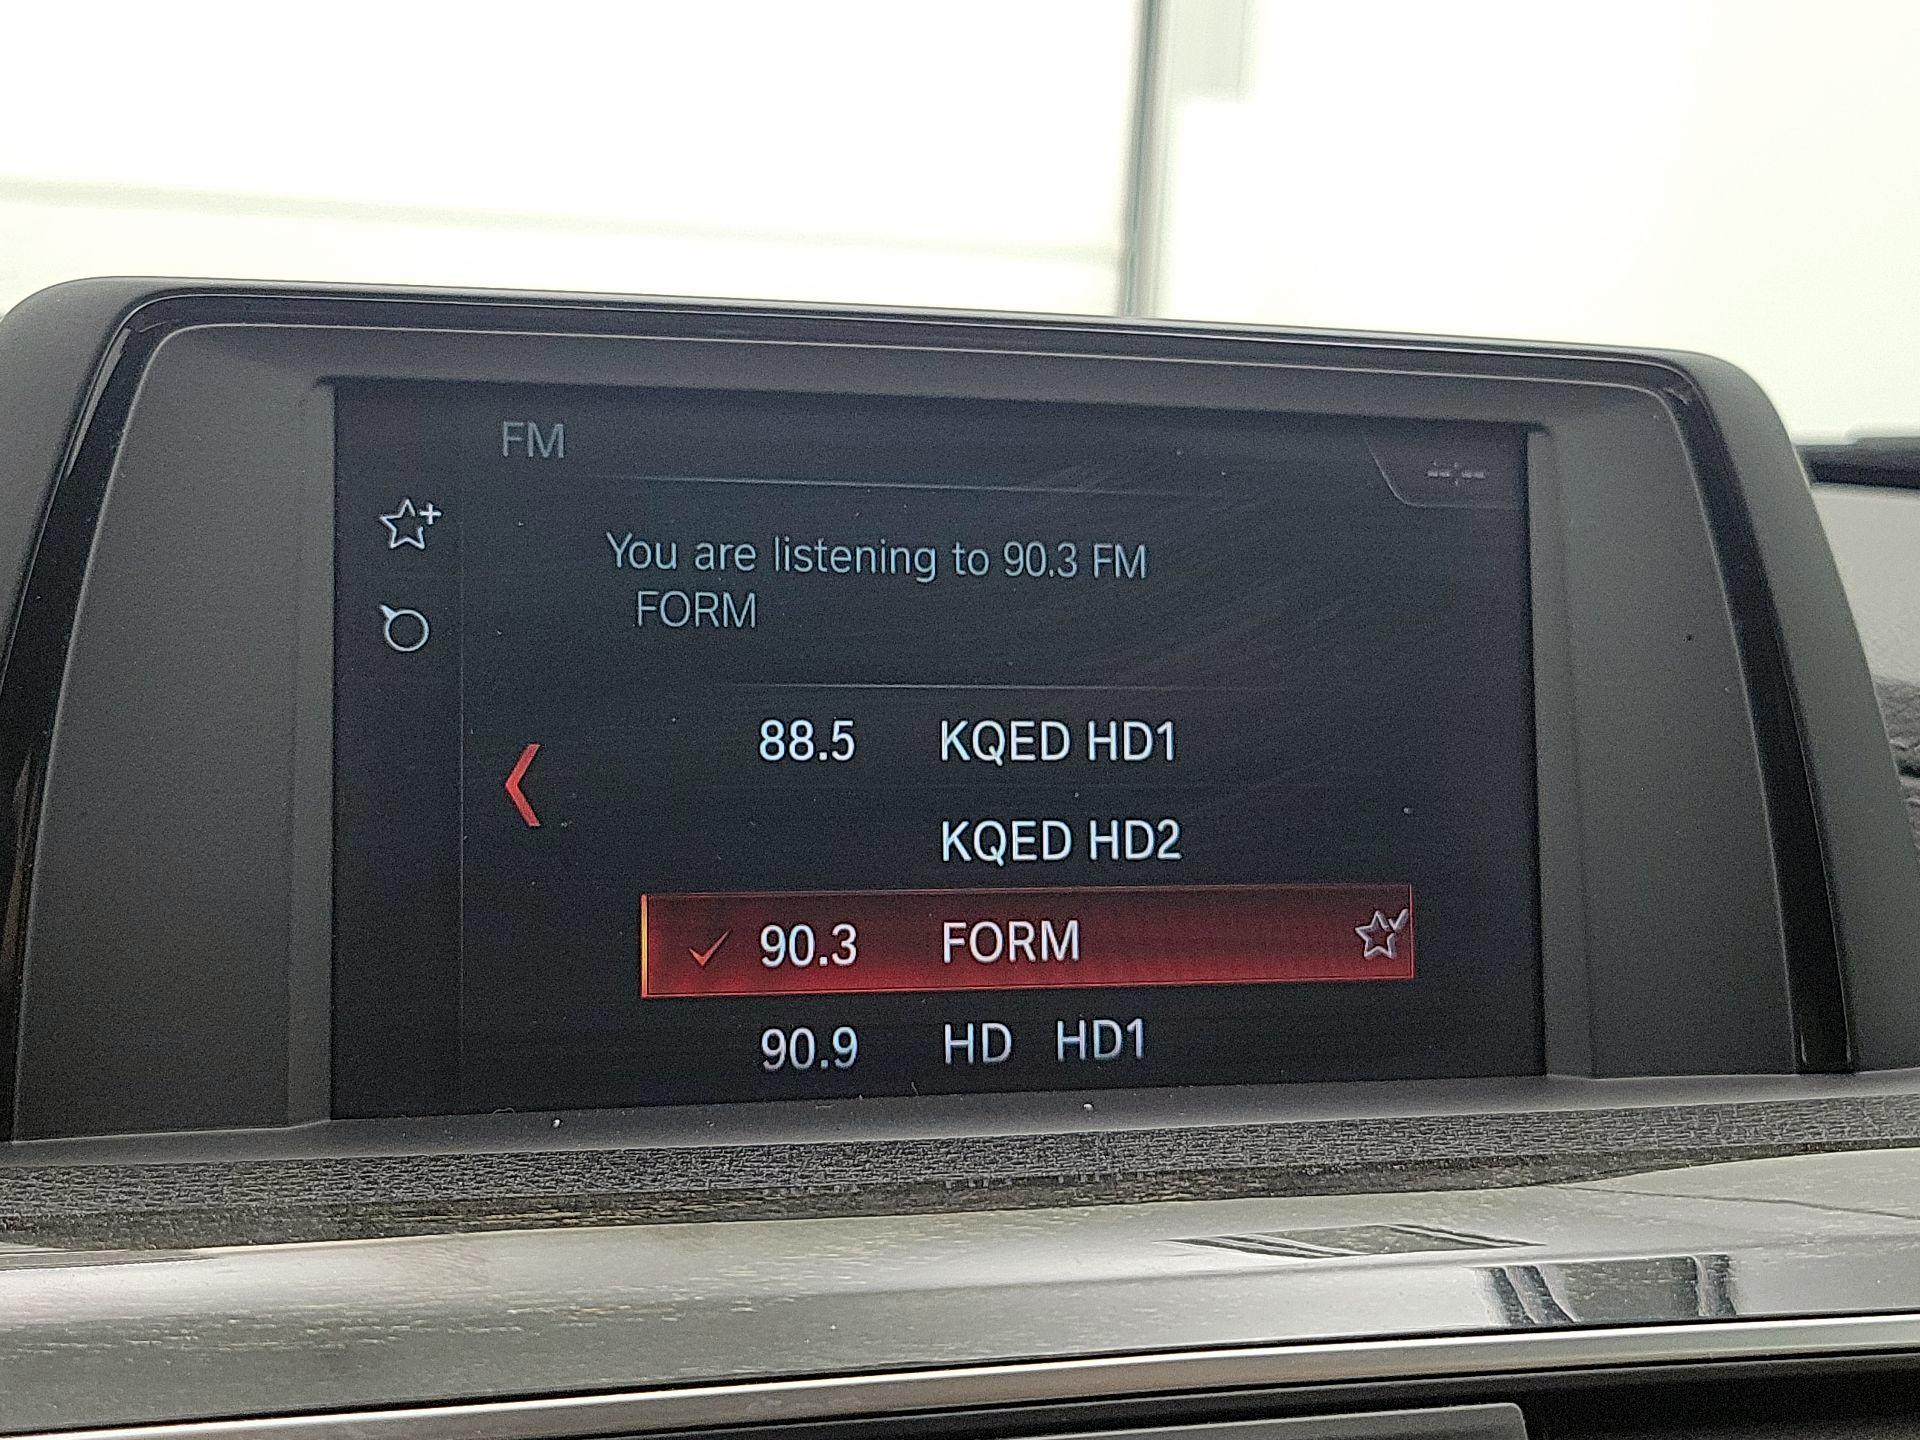 FM
You are listening to 90.3 FM
FORM
88.5 KQED HD1
KQED HD2
90.3 FORM
90.9 HD HD1